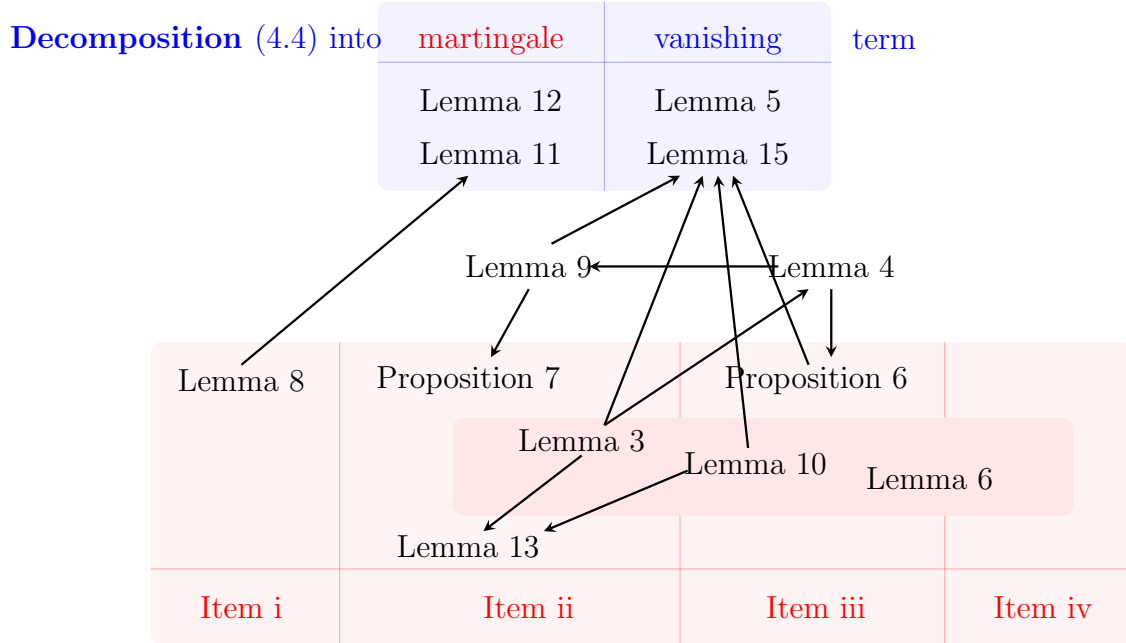 Decomposition (4.4) into martingale vanishing term
Lemma 12 Lemma 5
Lemma 11 Lemma 15
Lemma 9 Lemma 4
Lemma 8 Proposition 7 Proposition 6
Lemma 3
Lemma 10
Lemma 6
Lemma 13
Item i Item ii Item iii Item iv